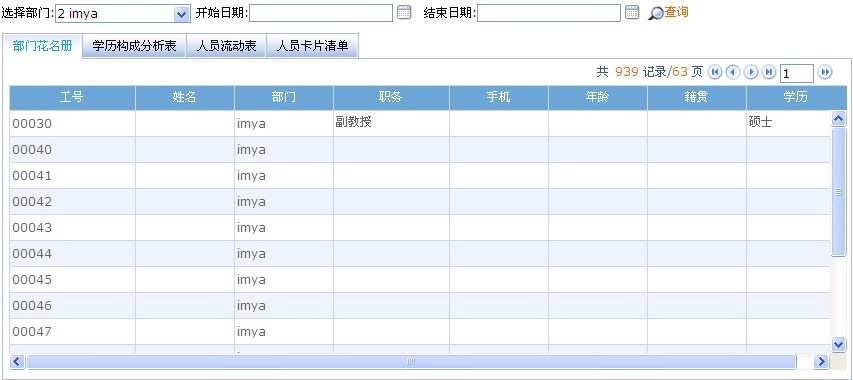 选择部门: 2 imya 开始日期: 结束日期: 查询
部门花名册 学历构成分析表 人员流动表 人员卡片清单
共 939 记录/63 页 1
工号 姓名 部门 职务 手机 年龄 籍贯 学历
00030 imya 副教授 硕士
00040 imya
00041 imya
00042 imya
00043 imya
00044 imya
00045 imya
00046 imya
00047 imya